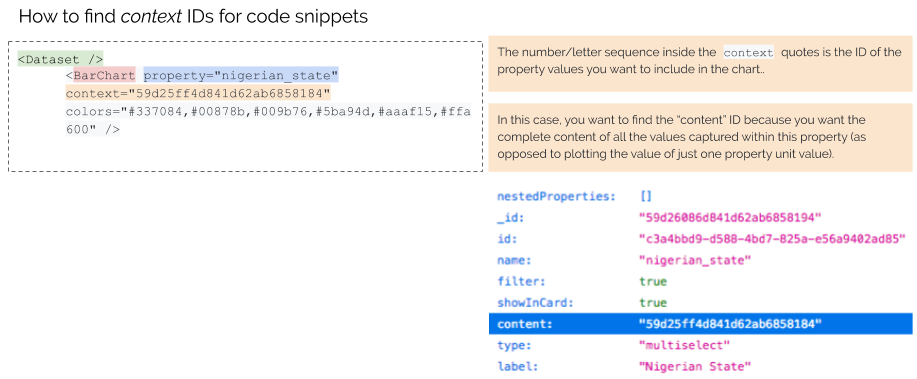 How to find context IDs for code snippets
<Dataset />
<BarChart property="nigerian_state"
context="59d25ff4d841d62ab6858184"
colors="#337084,#00878b,#009b76,#5ba94d,#aaaf15,#ffa
600" />
The number/letter sequence inside the context quotes is the ID of the
property values you want to include in the chart..
In this case, you want to find the "content" ID because you want the
complete content of all the values captured within this property (as
opposed to plotting the value of just one property unit value).
nestedProperties: []
_id: "59d26086d841d62ab6858194"
id: "c3a4bbd9-d588-4bd7-825a-e56a9402ad85"
name: "nigerian_state"
filter: true
showInCard: true
content: "59d25ff4d841d62ab6858184"
type: "multiselect"
label: "Nigerian State"